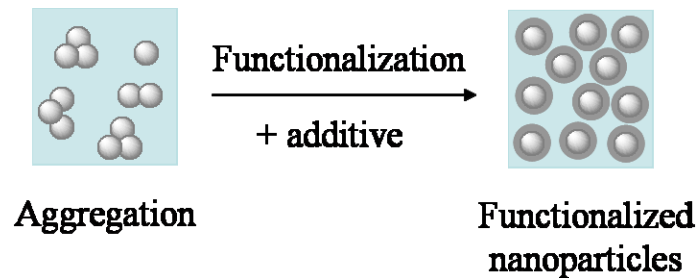 Functionalization
+ additive
Aggregation
Functionalized
nanoparticles